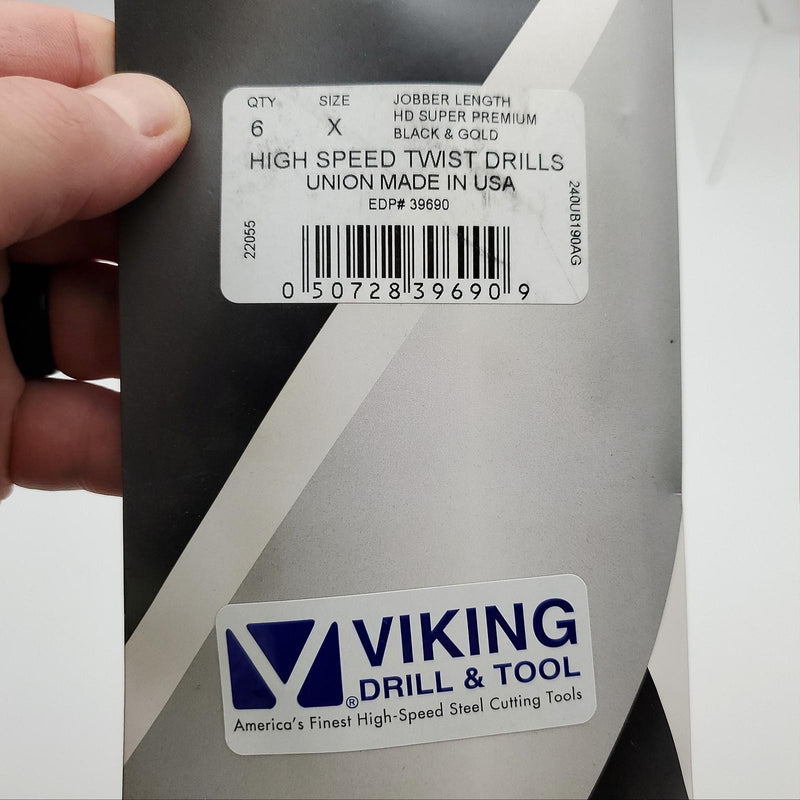 QTY SIZE JOBBER LENGTH
HD SUPER PREMIUM
6 X BLACK & GOLD
HIGH SPEED TWIST DRILLS
UNION MADE IN USA
EDP# 39690
22055
240UB190AG
0 50728 39690 9
VIKING
DRILL & TOOL
®
America's Finest High-Speed Steel Cutting Tools